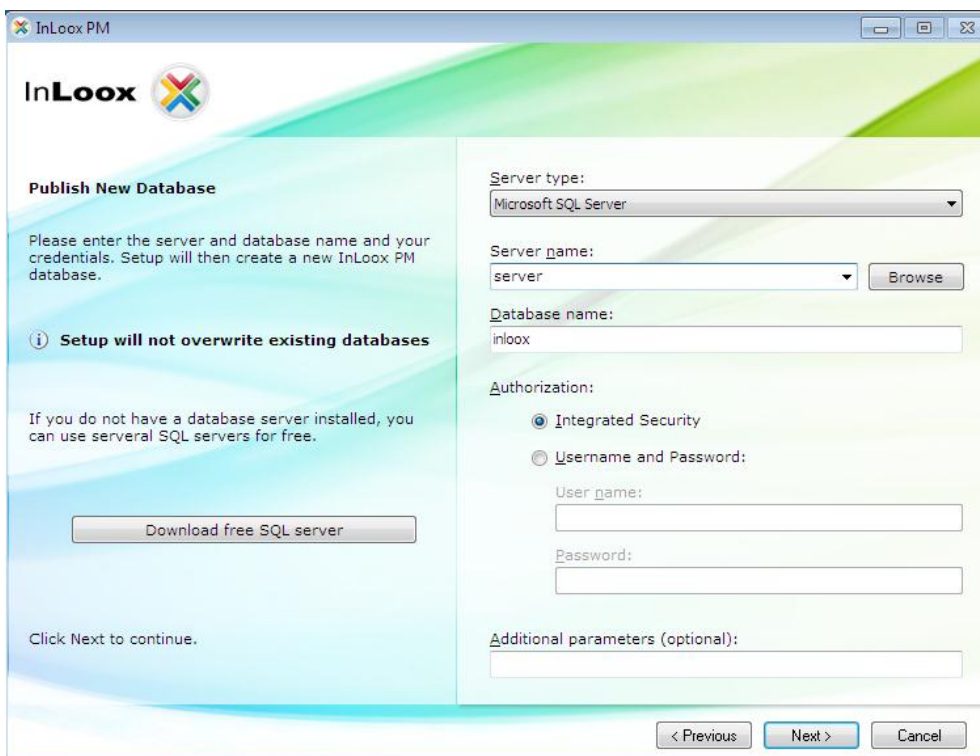 InLoox PM
InLoox
Publish New Database
Please enter the server and database name and your
credentials. Setup will then create a new InLoox PM
database.
Setup will not overwrite existing databases
If you do not have a database server installed, you
can use serveral SQL servers for free.
Download free SQL server
Click Next to continue.
Server type:
Microsoft SQL Server
Server name:
server
Browse
Database name:
inloox
Authorization:
Integrated Security
Username and Password:
User name:
Password:
Additional parameters (optional):
< Previous
Next >
Cancel